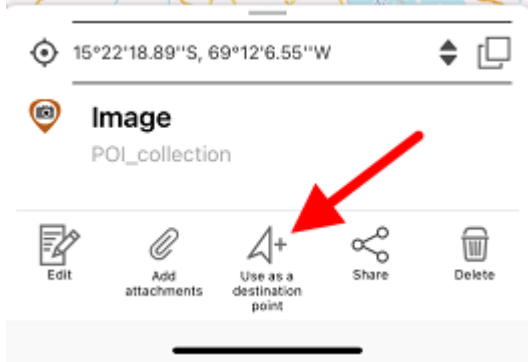 15°22'18.89''S, 69°12'6.55''W
Image
POI_collection
Edit
Add
attachments
Use as a
destination
point
Share
Delete